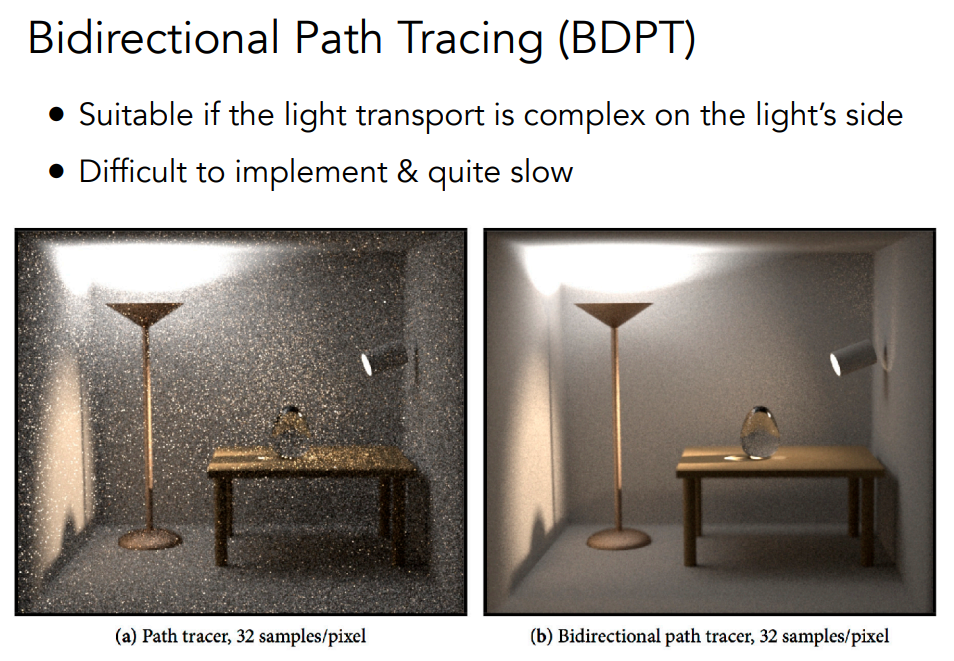 Bidirectional Path Tracing (BDPT)
● Suitable if the light transport is complex on the light’s side
● Difficult to implement & quite slow
(a) Path tracer, 32 samples/pixel
(b) Bidirectional path tracer, 32 samples/pixel